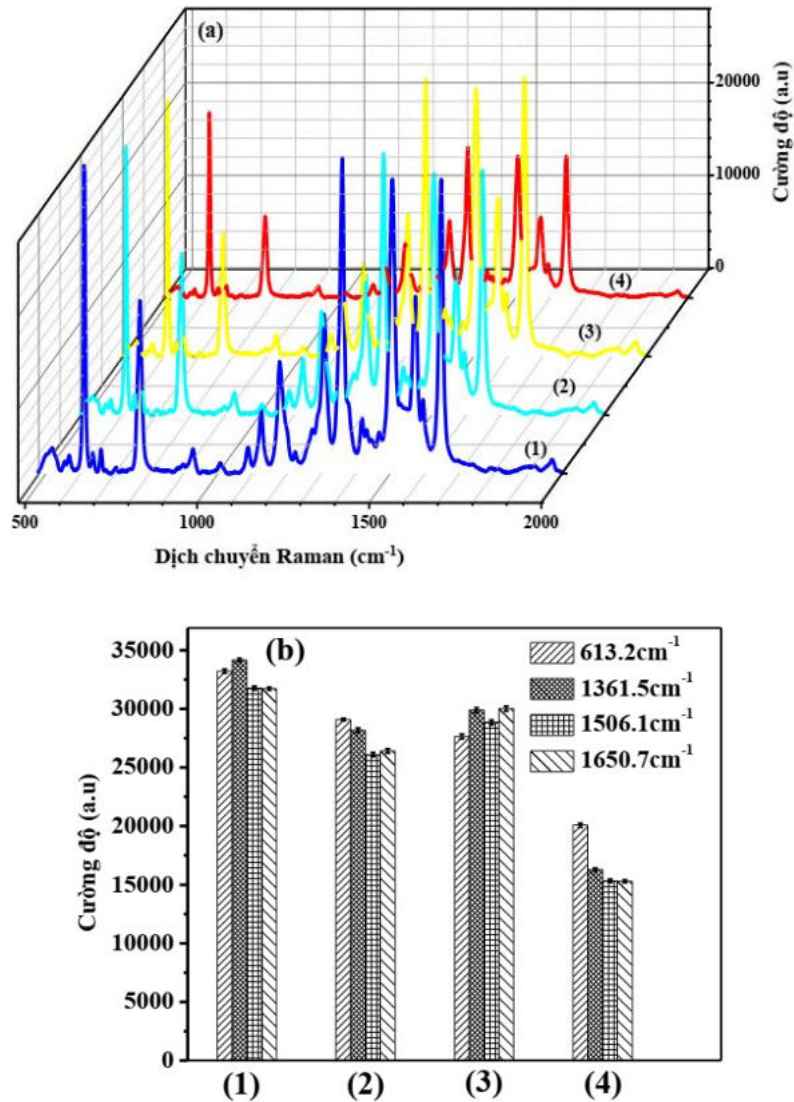 (a)
20000
10000
0
Cường độ (a.u)
(4)
(3)
(2)
(1)
500
1000
1500
2000
Dịch chuyển Raman (cm⁻¹)
(b)
35000
30000
25000
20000
15000
10000
5000
0
Cường độ (a.u)
613.2cm⁻¹
1361.5cm⁻¹
1506.1cm⁻¹
1650.7cm⁻¹
(1)
(2)
(3)
(4)